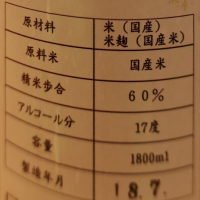 原材料 米（国産）
米麹（国産米）
原料米 国産米
精米歩合 60%
アルコール分 17度
容量 1800ml
製造年月 18.7.